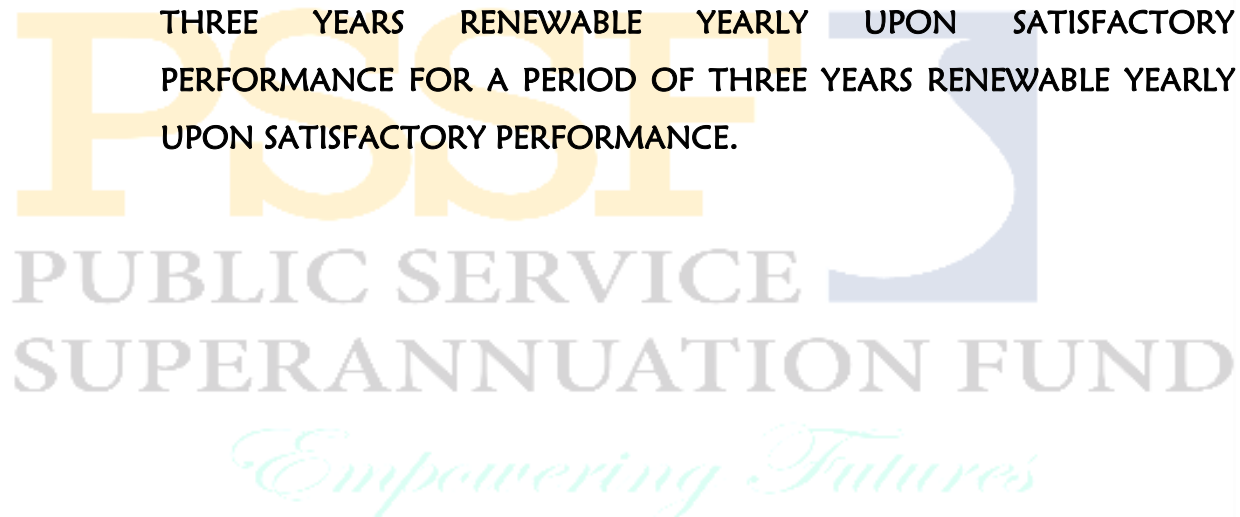 THREE YEARS RENEWABLE YEARLY UPON SATISFACTORY
PERFORMANCE FOR A PERIOD OF THREE YEARS RENEWABLE YEARLY
UPON SATISFACTORY PERFORMANCE.
PSSF
PUBLIC SERVICE
SUPERANNUATION FUND
Empowering Futures